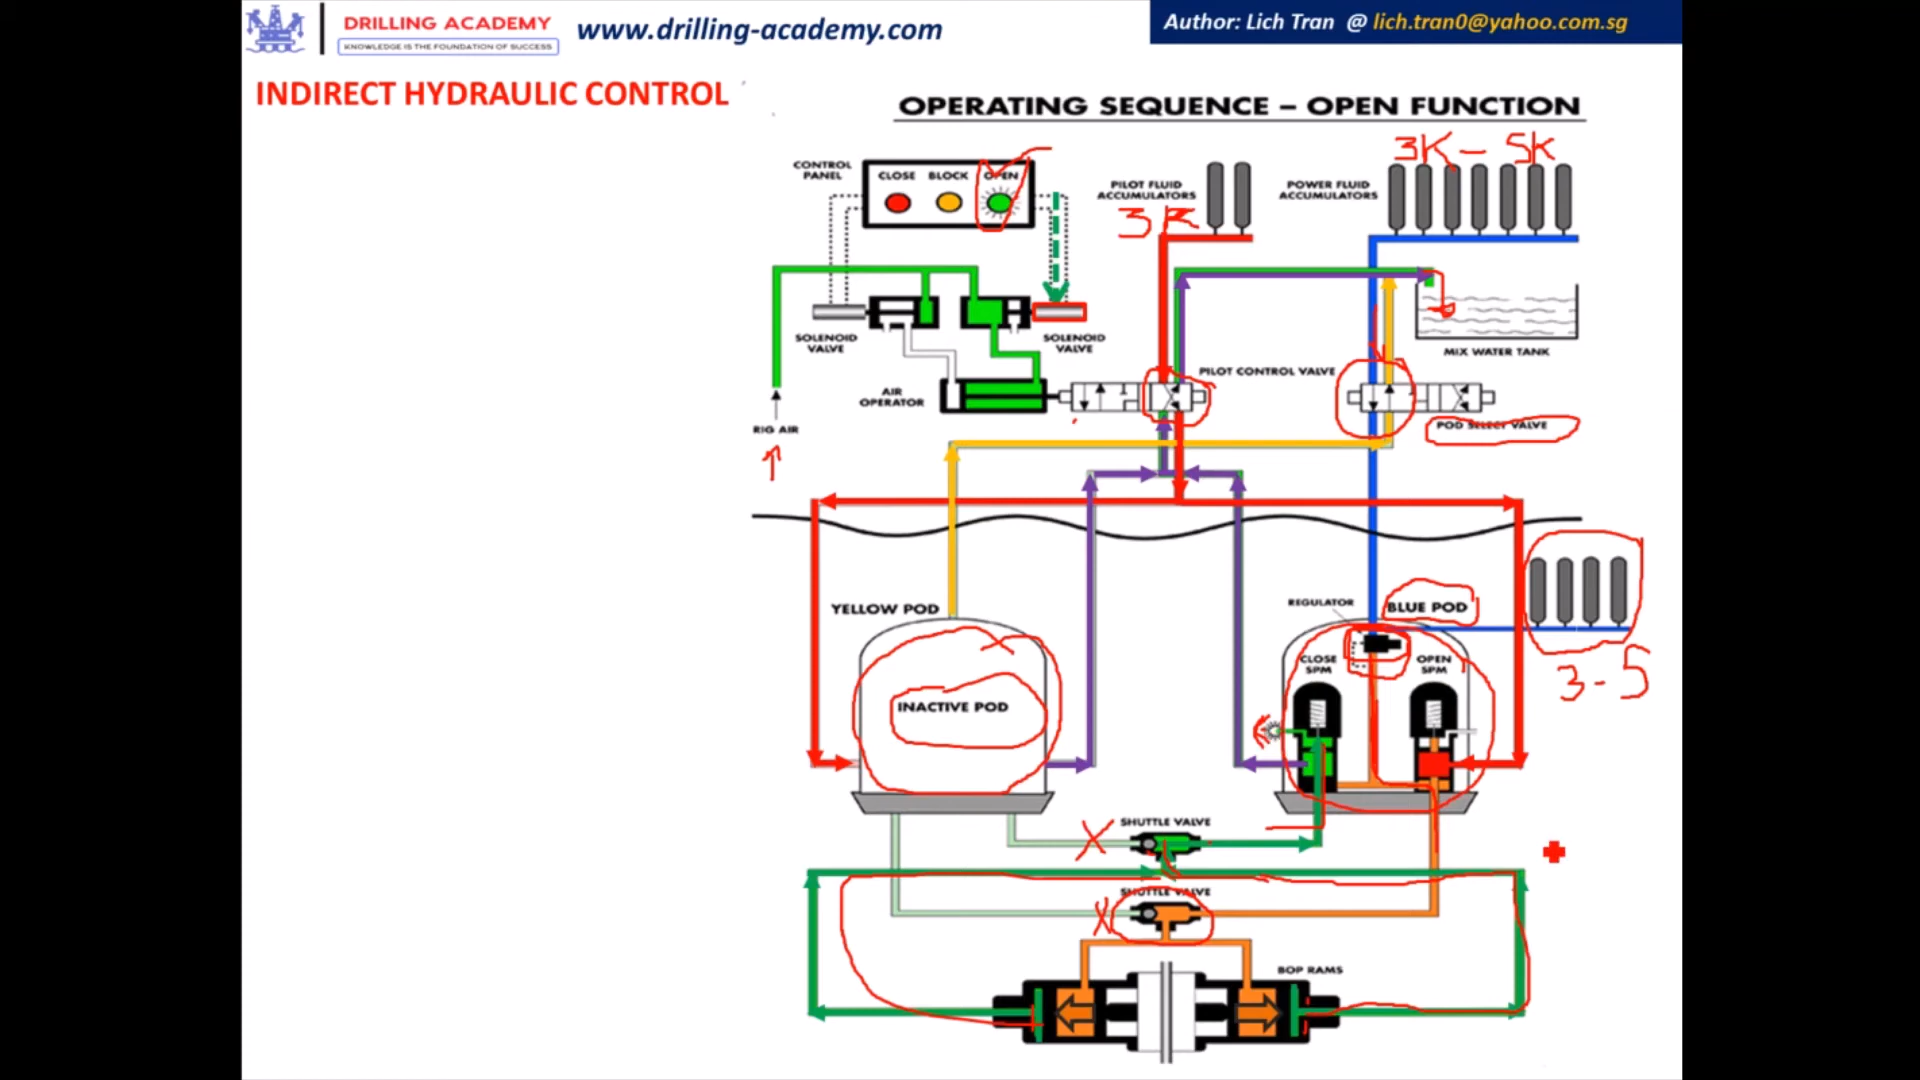 DRILLING ACADEMY
KNOWLEDGE IS THE FOUNDATION OF SUCCESS
www.drilling-academy.com
Author: Lich Tran @ lich.tran0@yahoo.com.sg
INDIRECT HYDRAULIC CONTROL
OPERATING SEQUENCE – OPEN FUNCTION
CONTROL
PANEL
CLOSE
BLOCK
OPEN
PILOT FLUID
ACCUMULATORS
3K
POWER FLUID
ACCUMULATORS
3K - 5K
SOLENOID
VALVE
SOLENOID
VALVE
MIX WATER TANK
AIR
OPERATOR
PILOT CONTROL VALVE
RIG AIR
POD SELECT VALVE
YELLOW POD
REGULATOR
BLUE POD
CLOSE
SPM
OPEN
SPM
3 - 5
INACTIVE POD
SHUTTLE VALVE
SHUTTLE VALVE
BOP RAMS